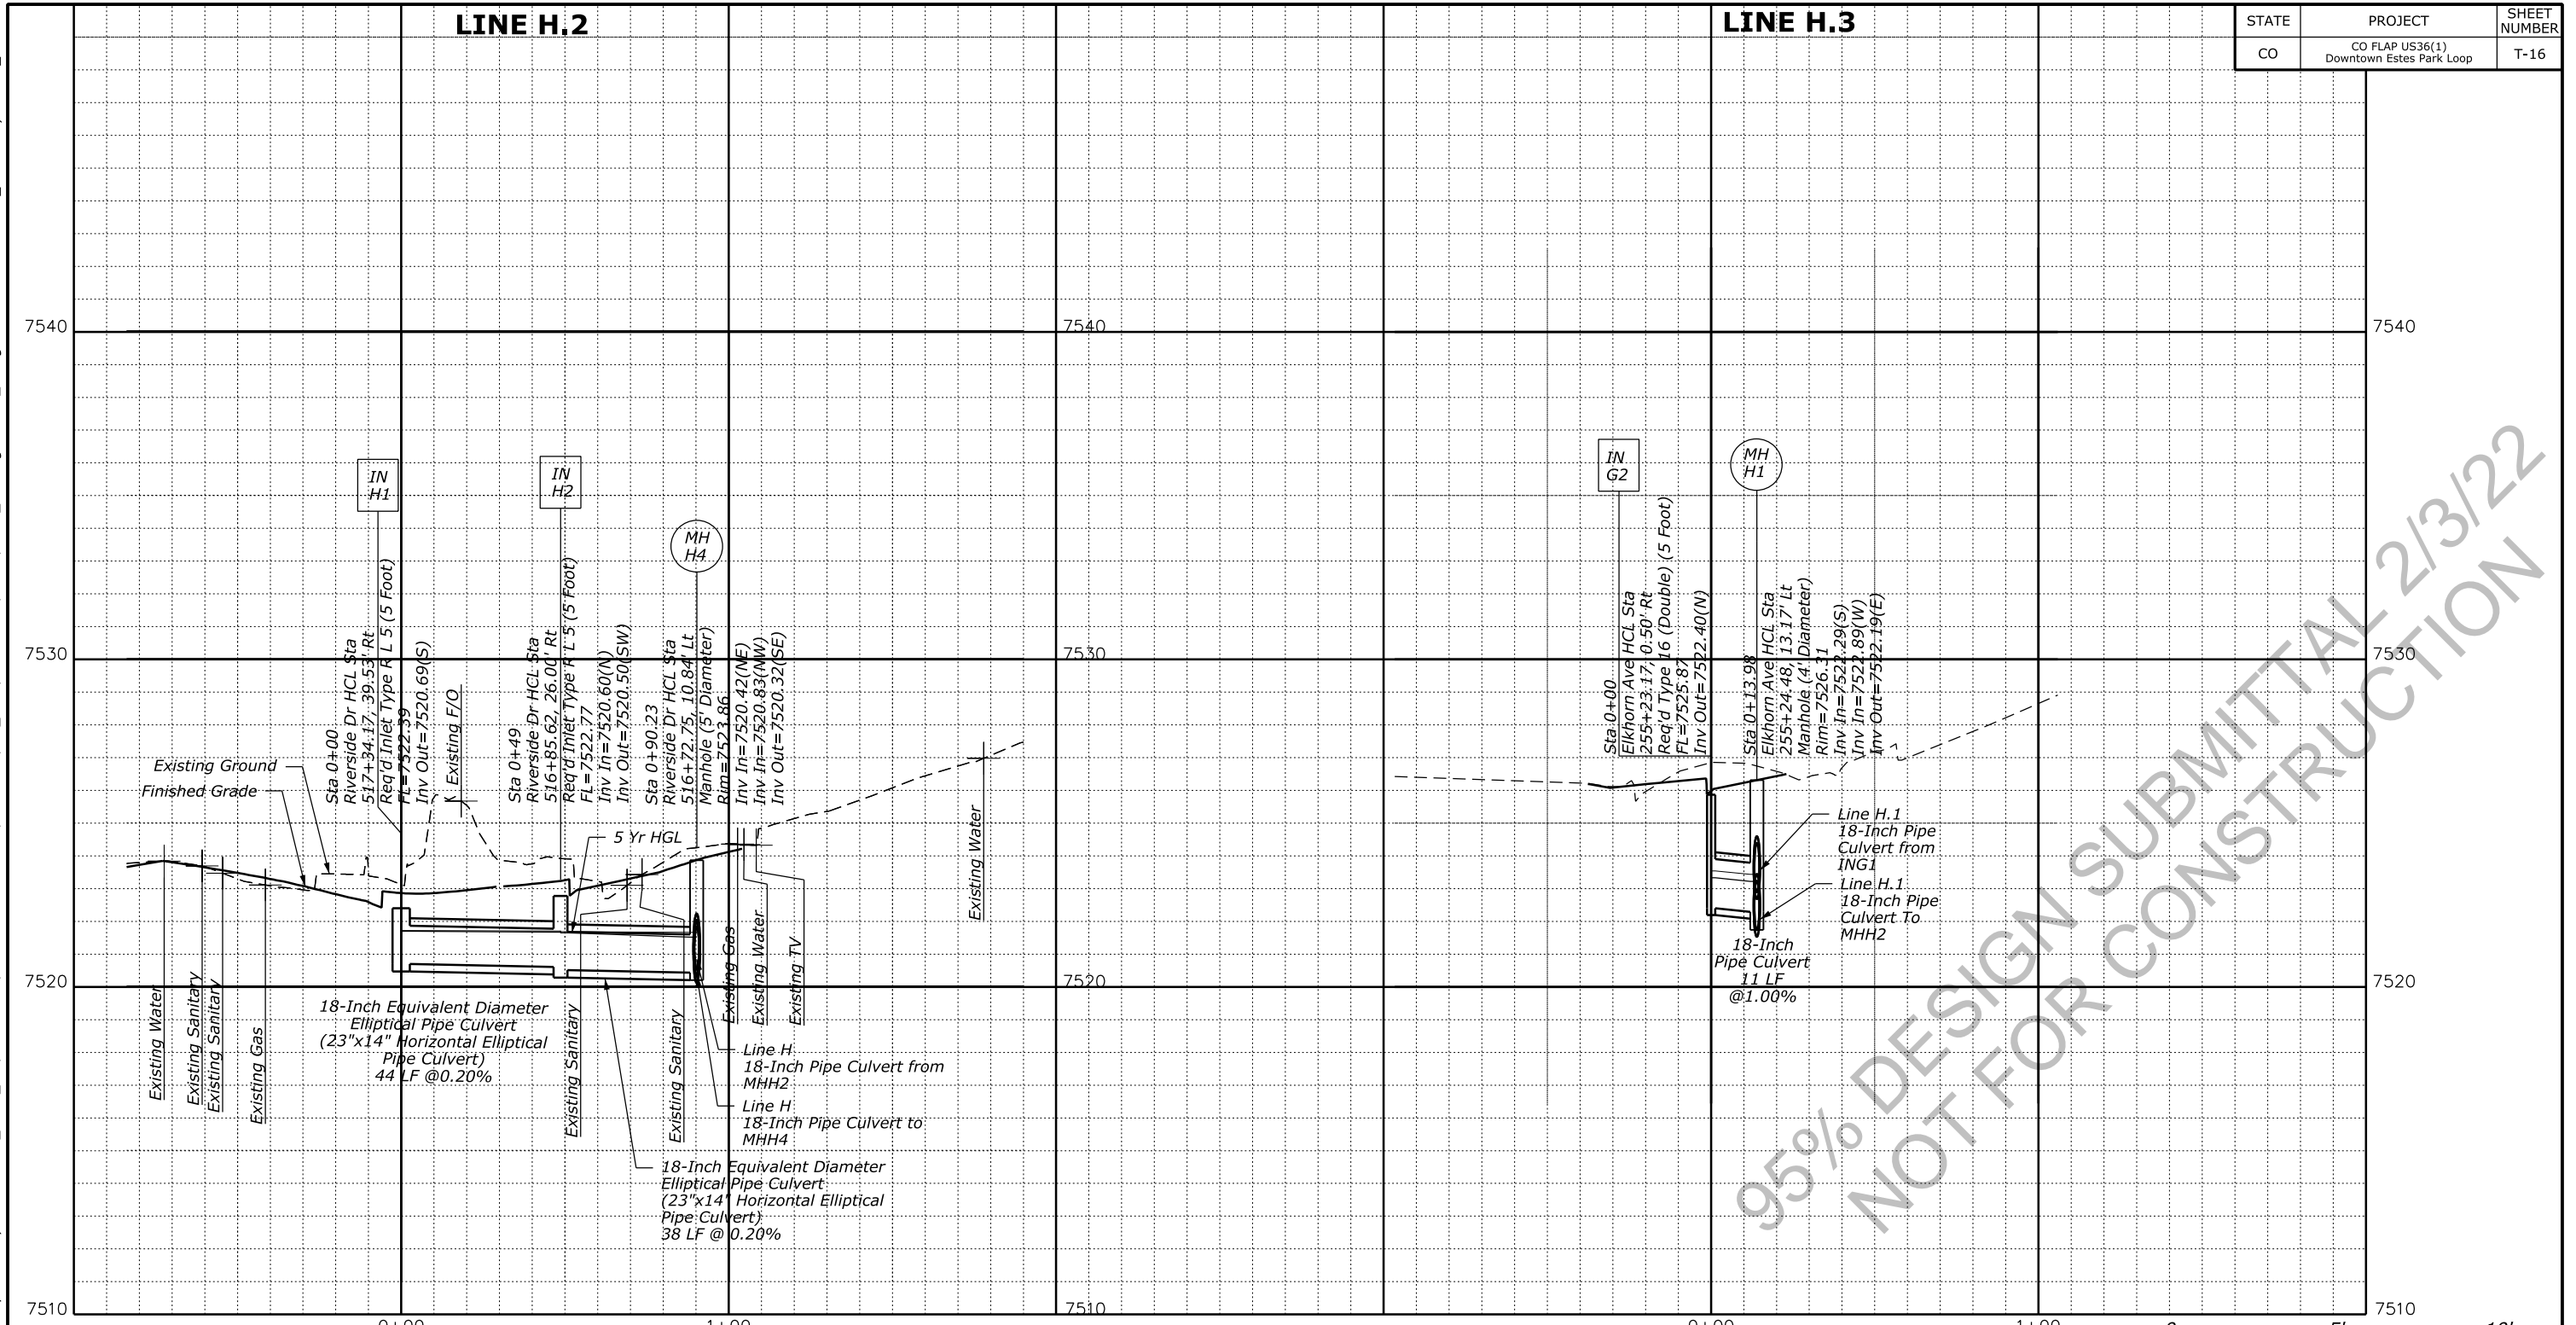 LINE H.2
LINE H.3
STATE
PROJECT
SHEET
NUMBER
CO
CO FLAP US36(1)
Downtown Estes Park Loop
T-16
7540
7540
7540
7530
7530
7530
7520
7520
7520
7510
7510
7510
IN
H1
IN
H2
MH
H4
Sta 0+00
Riverside Dr HCL Sta
517+34.17, 39.53' Rt
Req'd Inlet Type R L 5 (5 Foot)
FL=7522.39
Inv Out=7520.69(S)
Existing F/O
Sta 0+49
Riverside Dr HCL Sta
516+85.62, 26.00' Rt
Req'd Inlet Type R L 5 (5 Foot)
FL=7522.77
Inv In=7520.60(N)
Inv Out=7520.50(SW)
Sta 0+90.23
Riverside Dr HCL Sta
516+72.75, 10.84' Lt
Manhole (5' Diameter)
Rim=7523.86
Inv In=7520.42(NE)
Inv In=7520.83(NW)
Inv Out=7520.32(SE)
Existing Ground
Finished Grade
5 Yr HGL
Existing Water
Existing Sanitary
Existing Sanitary
Existing Gas
Existing Sanitary
Existing Sanitary
Existing Gas
Existing Water
Existing TV
Existing Water
18-Inch Equivalent Diameter
Elliptical Pipe Culvert
(23"x14" Horizontal Elliptical
Pipe Culvert)
44 LF @0.20%
Line H
18-Inch Pipe Culvert from
MHH2
Line H
18-Inch Pipe Culvert to
MHH4
18-Inch Equivalent Diameter
Elliptical Pipe Culvert
(23"x14" Horizontal Elliptical
Pipe Culvert)
38 LF @ 0.20%
IN
G2
MH
H1
Sta 0+00
Elkhorn Ave HCL Sta
255+23.17, 0.50' Rt
Req'd Type 16 (Double) (5 Foot)
FL=7525.87
Inv Out=7522.40(N)
Sta 0+13.98
Elkhorn Ave HCL Sta
255+24.48, 13.17' Lt
Manhole (4' Diameter)
Rim=7526.31
Inv In=7522.29(S)
Inv In=7522.89(W)
Inv Out=7522.19(E)
Line H.1
18-Inch Pipe
Culvert from
ING1
Line H.1
18-Inch Pipe
Culvert To
MHH2
18-Inch
Pipe Culvert
11 LF
@1.00%
95% DESIGN SUBMITTAL 2/3/22
NOT FOR CONSTRUCTION